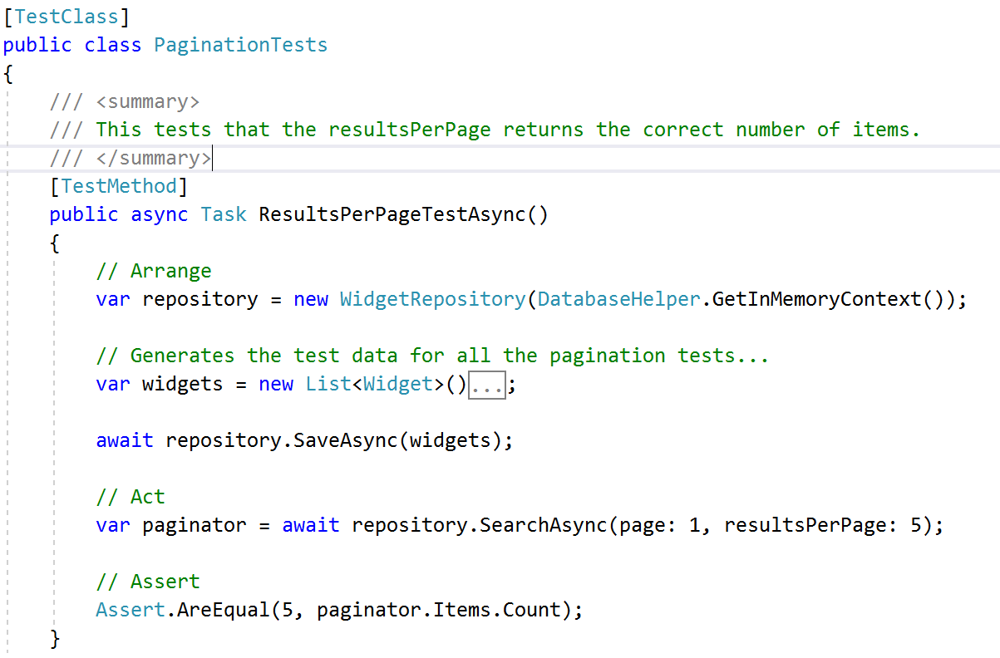 [TestClass]
public class PaginationTests
{
/// <summary>
/// This tests that the resultsPerPage returns the correct number of items.
/// </summary>
[TestMethod]
public async Task ResultsPerPageTestAsync()
{
// Arrange
var repository = new WidgetRepository(DatabaseHelper.GetInMemoryContext());
// Generates the test data for all the pagination tests...
var widgets = new List<Widget>()...;
await repository.SaveAsync(widgets);
// Act
var paginator = await repository.SearchAsync(page: 1, resultsPerPage: 5);
// Assert
Assert.AreEqual(5, paginator.Items.Count);
}